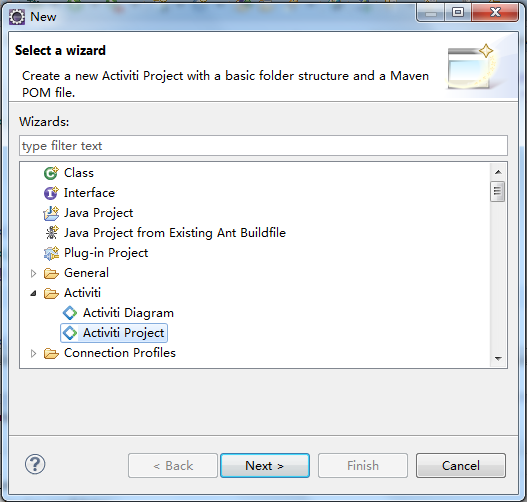 New
Select a wizard
Create a new Activiti Project with a basic folder structure and a Maven
POM file.
Wizards:
type filter text
Class
Interface
Java Project
Java Project from Existing Ant Buildfile
Plug-in Project
General
Activiti
Activiti Diagram
Activiti Project
Connection Profiles
< Back
Next >
Finish
Cancel